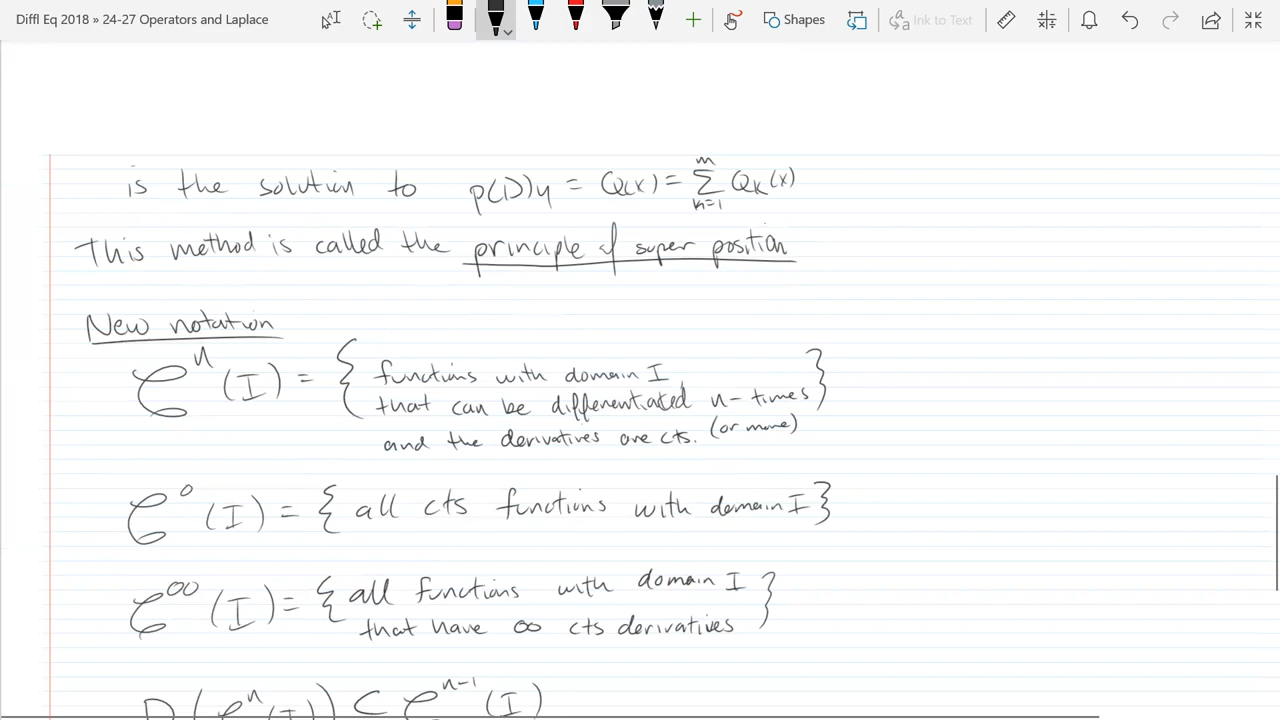 Diffl Eq 2018 » 24-27 Operators and Laplace
Shapes
Ink to Text
is the solution to p(D)y = Q(x) = ∑_{k=1}^{m} Q_k(x)
This method is called the principle of super position
New notation
𝒞^n (I) = { functions with domain I
that can be differentiated n-times }
and the derivatives are cts. (or more)
𝒞^0 (I) = { all cts functions with domain I }
𝒞^∞ (I) = { all functions with domain I
that have ∞ cts derivatives }
D (𝒞^n (I)) ⊂ 𝒞^{n-1} (I)